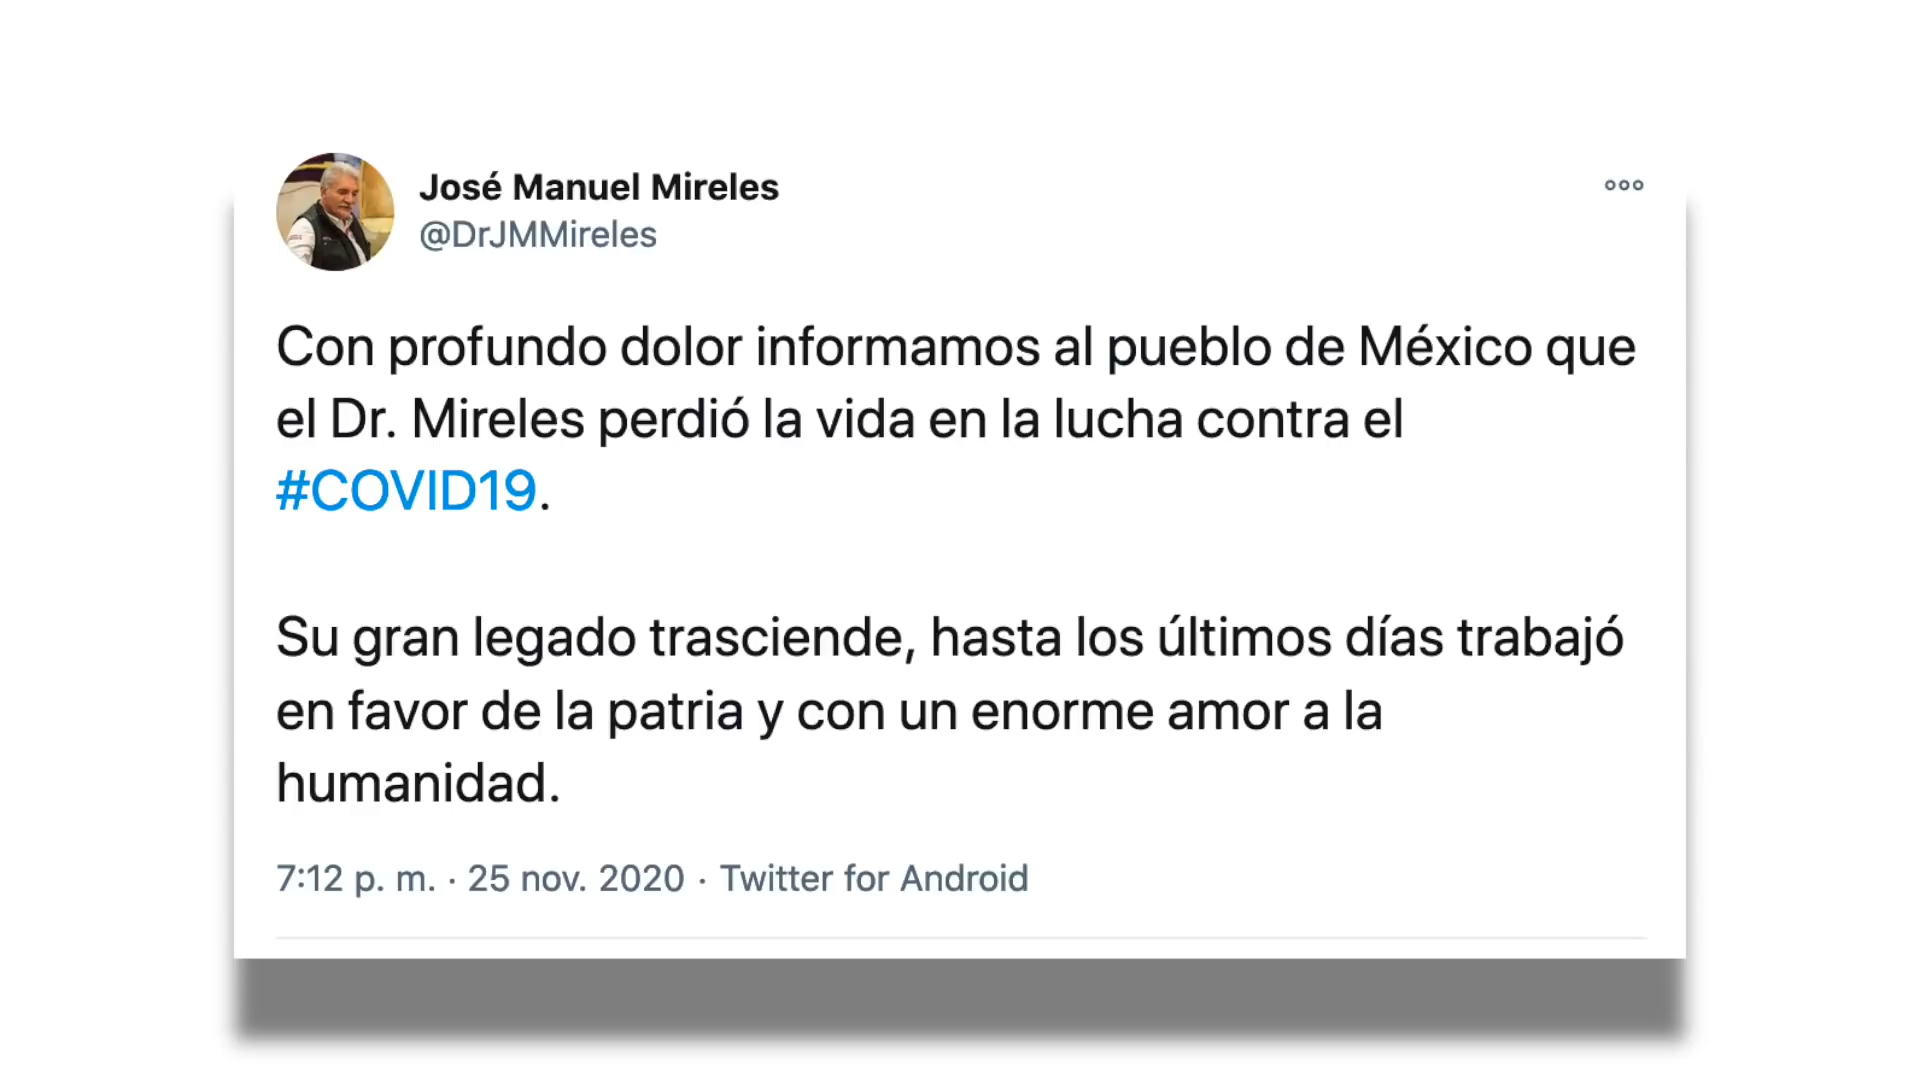 José Manuel Mireles
@DrJMMireles
Con profundo dolor informamos al pueblo de México que
el Dr. Mireles perdió la vida en la lucha contra el
#COVID19.
Su gran legado trasciende, hasta los últimos días trabajó
en favor de la patria y con un enorme amor a la
humanidad.
7:12 p. m. · 25 nov. 2020 · Twitter for Android